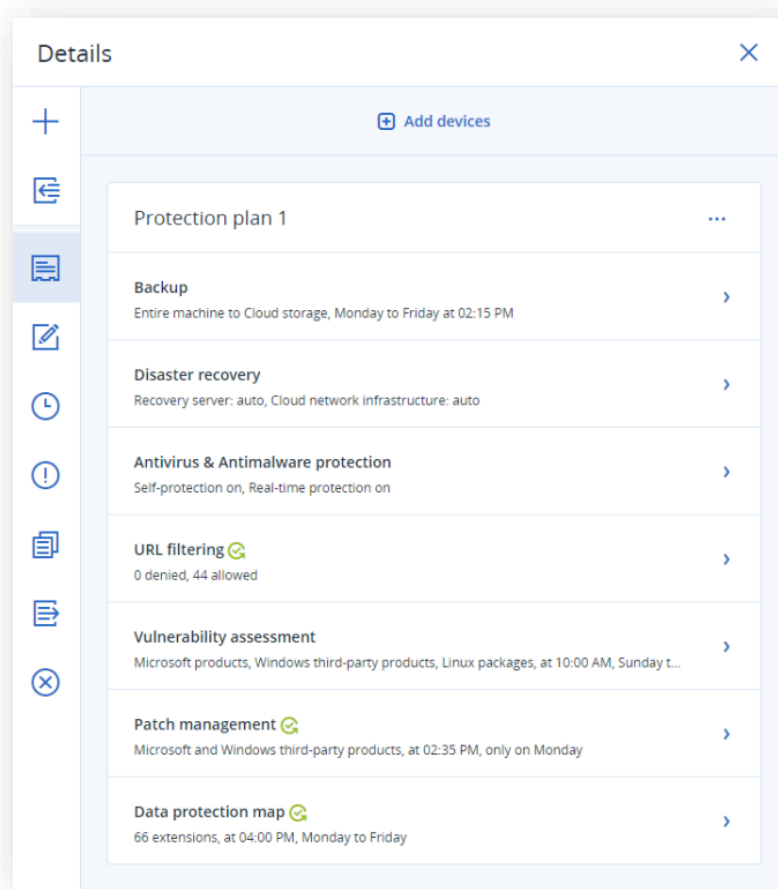 Details
Add devices
Protection plan 1
Backup
Entire machine to Cloud storage, Monday to Friday at 02:15 PM
Disaster recovery
Recovery server: auto, Cloud network infrastructure: auto
Antivirus & Antimalware protection
Self-protection on, Real-time protection on
URL filtering
0 denied, 44 allowed
Vulnerability assessment
Microsoft products, Windows third-party products, Linux packages, at 10:00 AM, Sunday t...
Patch management
Microsoft and Windows third-party products, at 02:35 PM, only on Monday
Data protection map
66 extensions, at 04:00 PM, Monday to Friday